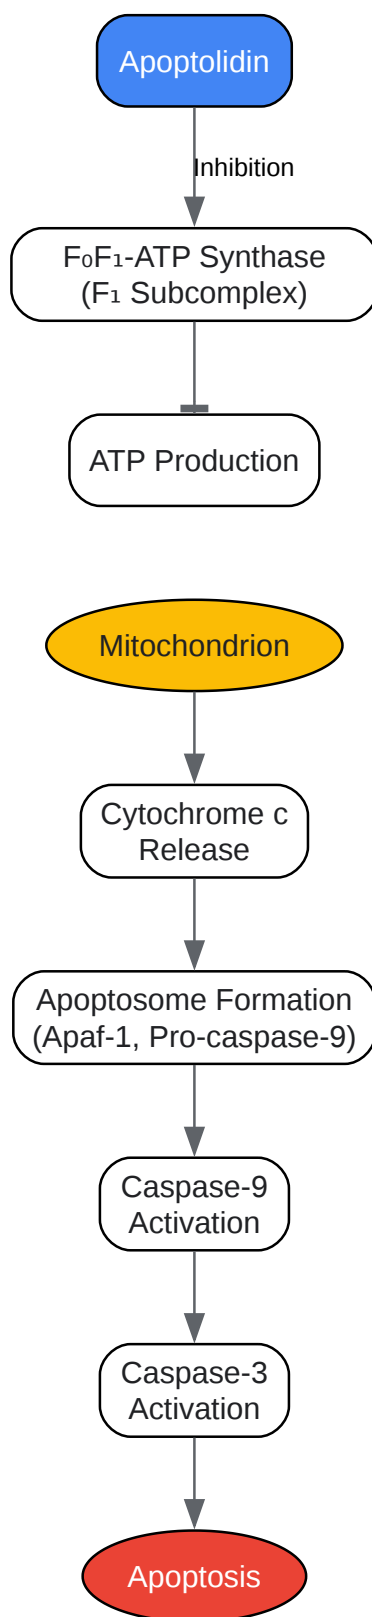 Apoptolidin
Inhibition
F₀F₁-ATP Synthase
(F₁ Subcomplex)
ATP Production
Mitochondrion
Cytochrome c
Release
Apoptosome Formation
(Apaf-1, Pro-caspase-9)
Caspase-9
Activation
Caspase-3
Activation
Apoptosis